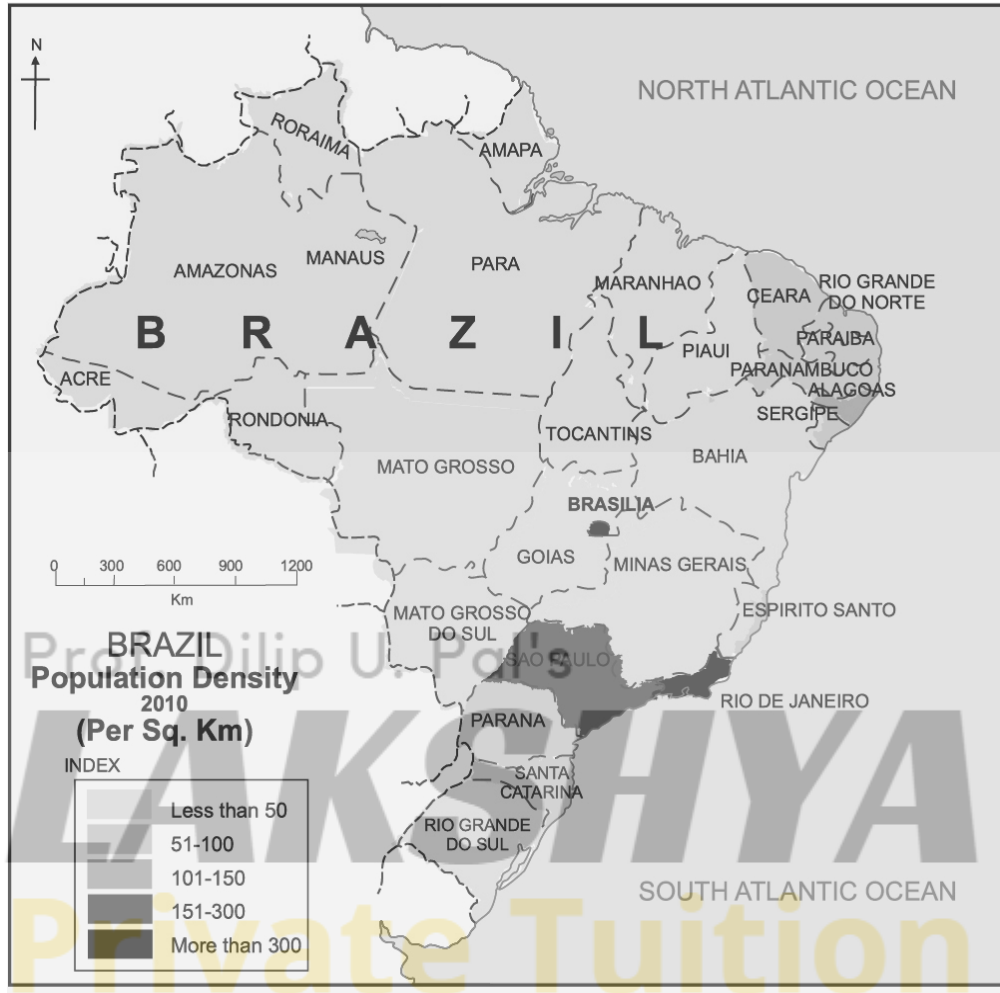 N
NORTH ATLANTIC OCEAN
RORAIMA
AMAPA
MANAUS
AMAZONAS
PARA
MARANHAO
CEARA
RIO GRANDE
DO NORTE
BRAZIL
PIAUI
PARAIBA
PARANAMBUCO
ALAGOAS
ACRE
SERGIPE
RONDONIA
TOCANTINS
BAHIA
MATO GROSSO
BRASILIA
GOIAS
MINAS GERAIS
0 300 600 900 1200
Km
MATO GROSSO
DO SUL
ESPIRITO SANTO
SAO PAULO
Prof. Dilip U. Pal's
BRAZIL
Population Density
2010
(Per Sq. Km)
RIO DE JANEIRO
PARANA
LAKSHYA
INDEX
SANTA
CATARINA
Less than 50
51-100
101-150
151-300
More than 300
RIO GRANDE
DO SUL
SOUTH ATLANTIC OCEAN
Private Tuition